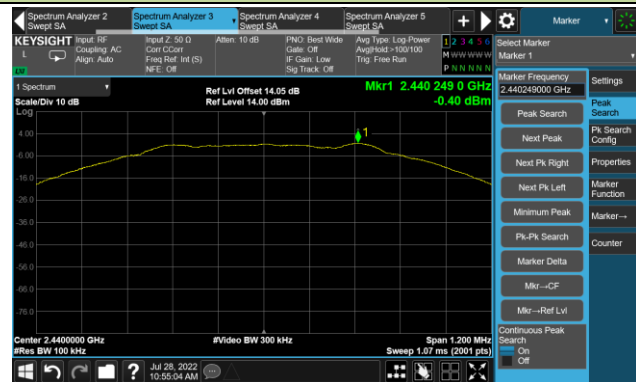 Spectrum Analyzer 2
Swept SA
Spectrum Analyzer 3
Swept SA
Spectrum Analyzer 4
Swept SA
Spectrum Analyzer 5
Swept SA
Marker
KEYSIGHT
L
LW
Input: RF
Coupling: AC
Align: Auto
Input Z: 50 Ω
Corr CCorr
Freq Ref: Int (S)
NFE: Off
Atten: 10 dB
PNO: Best Wide
Gate: Off
IF Gain: Low
Sig Track: Off
Avg Type: Log-Power
Avg|Hold >100/100
Trig: Free Run
1 2 3 4 5 6
M W W W W W
P N N N N N
Select Marker
Marker 1
1 Spectrum
Scale/Div 10 dB
Log
Ref Lvl Offset 14.05 dB
Ref Level 14.00 dBm
Mkr1 2.440 249 0 GHz
-0.40 dBm
4.00
-6.00
-16.0
-26.0
-36.0
-46.0
-56.0
-66.0
-76.0
1
Center 2.4400000 GHz
#Res BW 100 kHz
#Video BW 300 kHz
Span 1.200 MHz
Sweep 1.07 ms (2001 pts)
Marker Frequency
2.440249000 GHz
Peak Search
Next Peak
Next Pk Right
Next Pk Left
Minimum Peak
Pk-Pk Search
Marker Delta
Mkr→CF
Mkr→Ref Lvl
Continuous Peak
Search
On
Off
Settings
Peak
Search
Pk Search
Config
Properties
Marker
Function
Marker→
Counter
Jul 28, 2022
10:55:04 AM